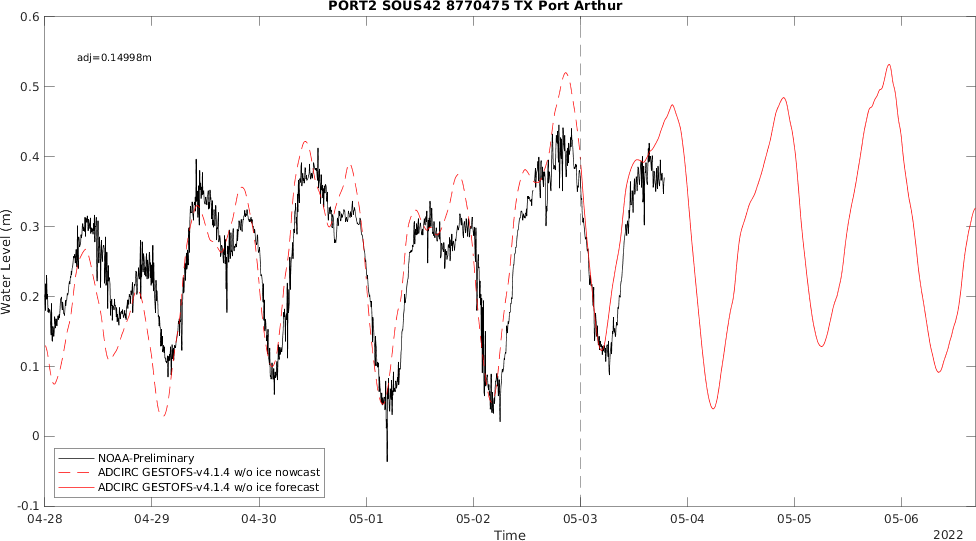 PORT2 SOUS42 8770475 TX Port Arthur
adj=0.14998m
Water Level (m)
0.6
0.5
0.4
0.3
0.2
0.1
0
-0.1
NOAA-Preliminary
ADCIRC GESTOFS-v4.1.4 w/o ice nowcast
ADCIRC GESTOFS-v4.1.4 w/o ice forecast
04-28 04-29 04-30 05-01 05-02 05-03 05-04 05-05 05-06
Time
2022